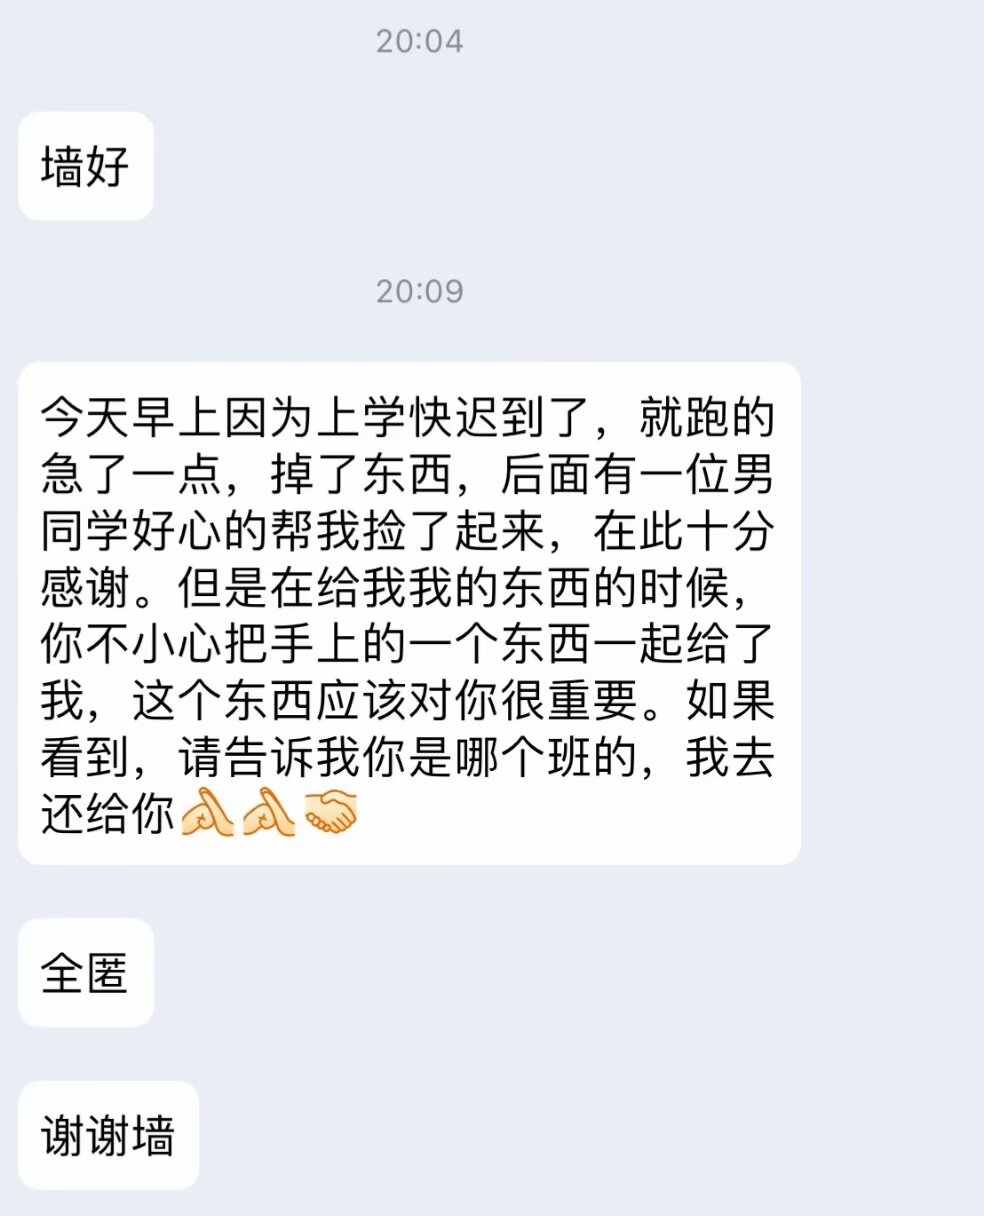 20:04
墙好
20:09
今天早上因为上学快迟到了，就跑的
急了一点，掉了东西，后面有一位男
同学好心的帮我捡了起来，在此十分
感谢。但是在给我我的东西的时候，
你不小心把手上的一个东西一起给了
我，这个东西应该对你很重要。如果
看到，请告诉我你是哪个班的，我去
还给你
全匿
谢谢墙